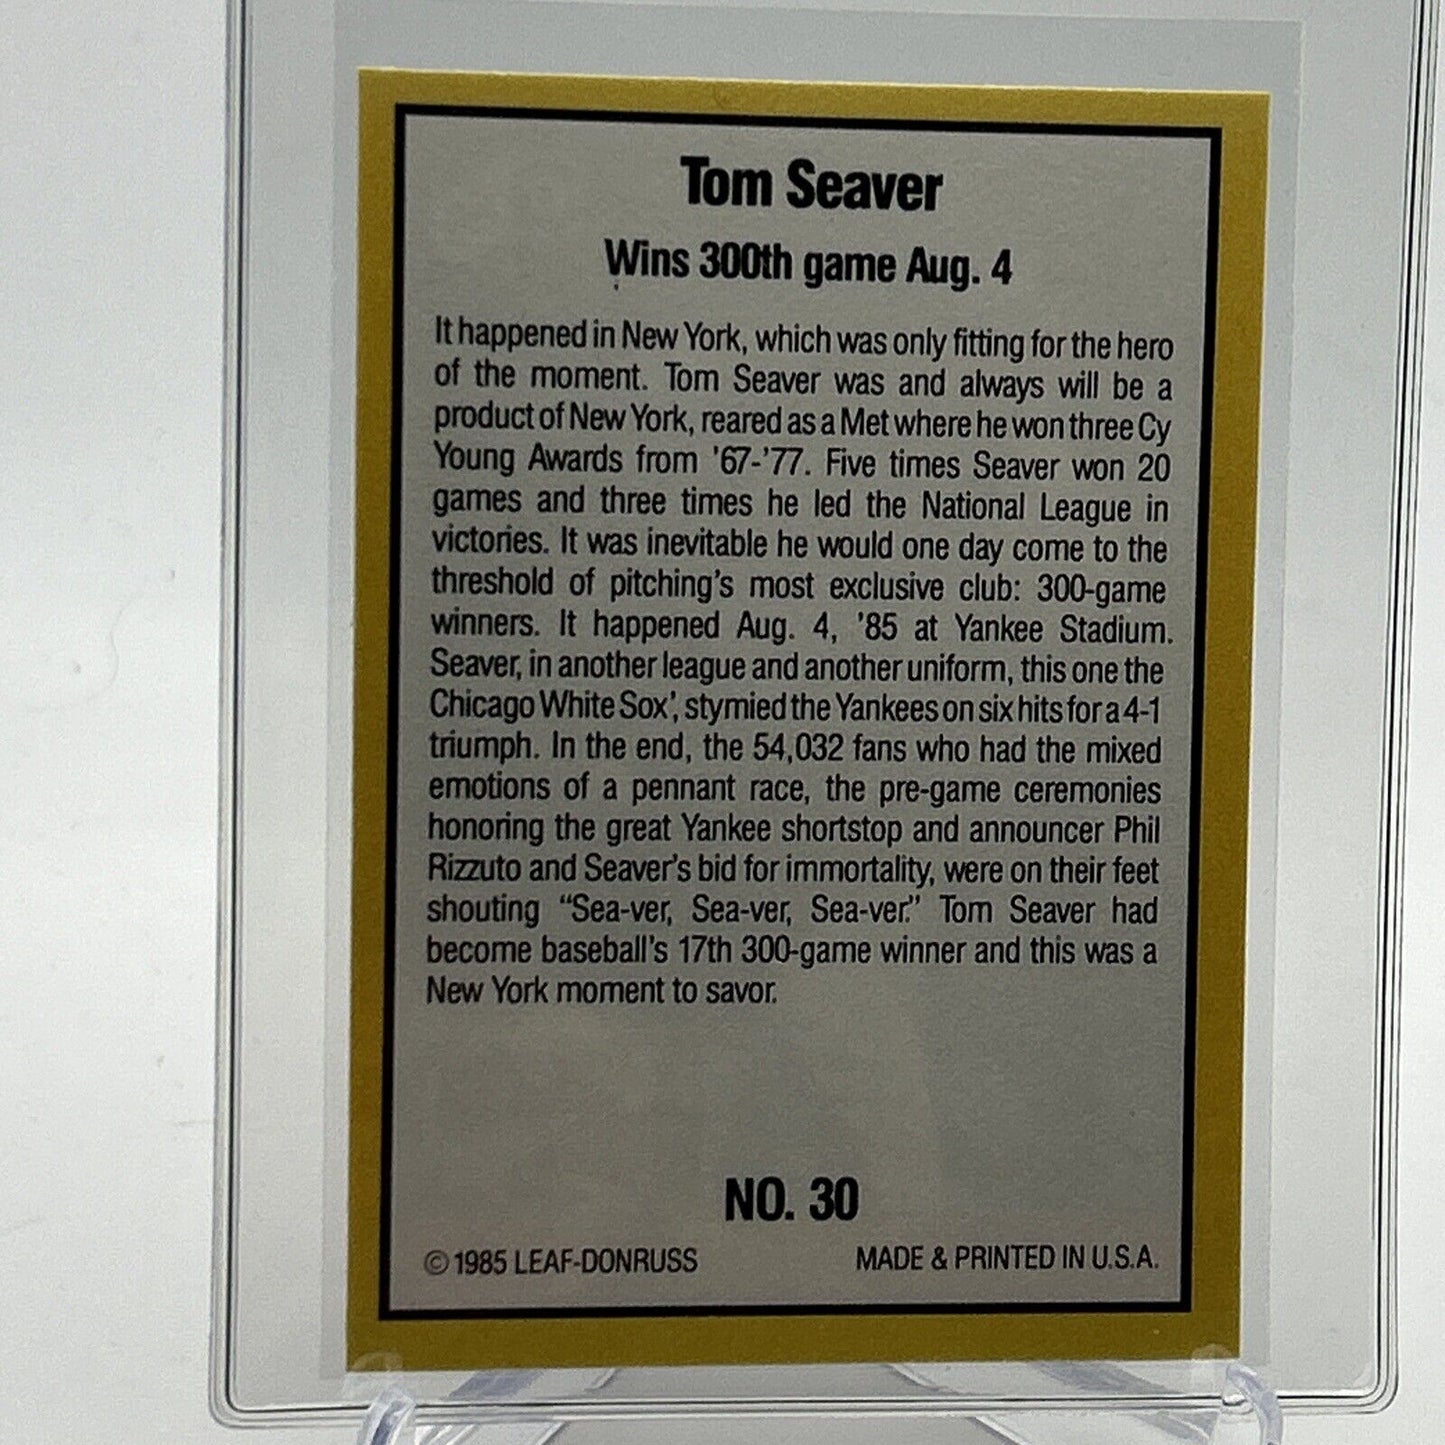 Tom Seaver
Wins 300th game Aug. 4
It happened in New York, which was only fitting for the hero
of the moment. Tom Seaver was and always will be a
product of New York, reared as a Met where he won three Cy
Young Awards from '67-'77. Five times Seaver won 20
games and three times he led the National League in
victories. It was inevitable he would one day come to the
threshold of pitching's most exclusive club: 300-game
winners. It happened Aug. 4, '85 at Yankee Stadium.
Seaver, in another league and another uniform, this one the
Chicago White Sox', stymied the Yankees on six hits for a 4-1
triumph. In the end, the 54,032 fans who had the mixed
emotions of a pennant race, the pre-game ceremonies
honoring the great Yankee shortstop and announcer Phil
Rizzuto and Seaver's bid for immortality, were on their feet
shouting “Sea-ver, Sea-ver, Sea-ver.” Tom Seaver had
become baseball's 17th 300-game winner and this was a
New York moment to savor.
NO. 30
© 1985 LEAF-DONRUSS MADE & PRINTED IN U.S.A.